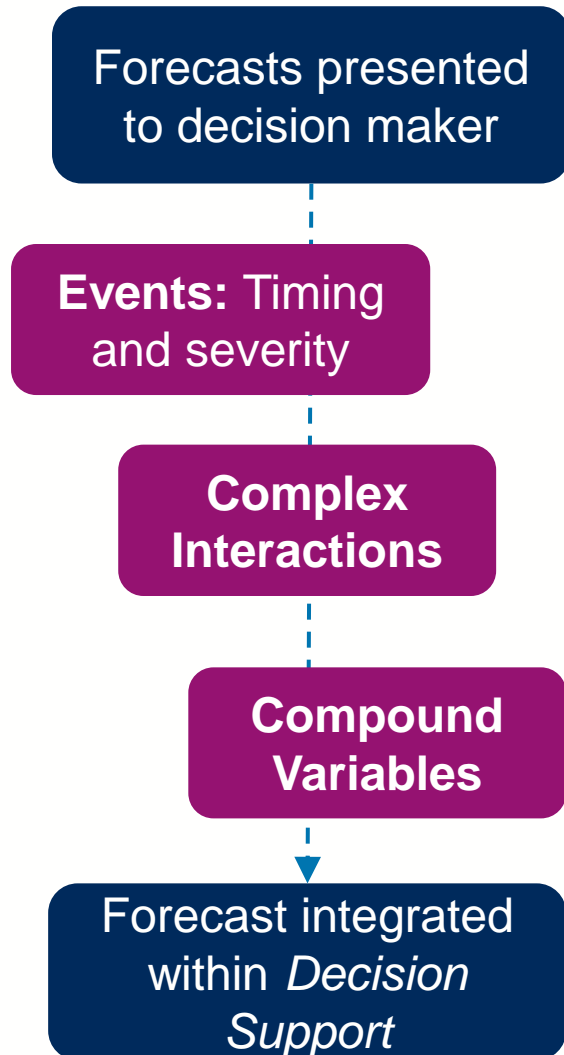 Forecasts presented
to decision maker
Events: Timing
and severity
Complex
Interactions
Compound
Variables
Forecast integrated
within Decision
Support